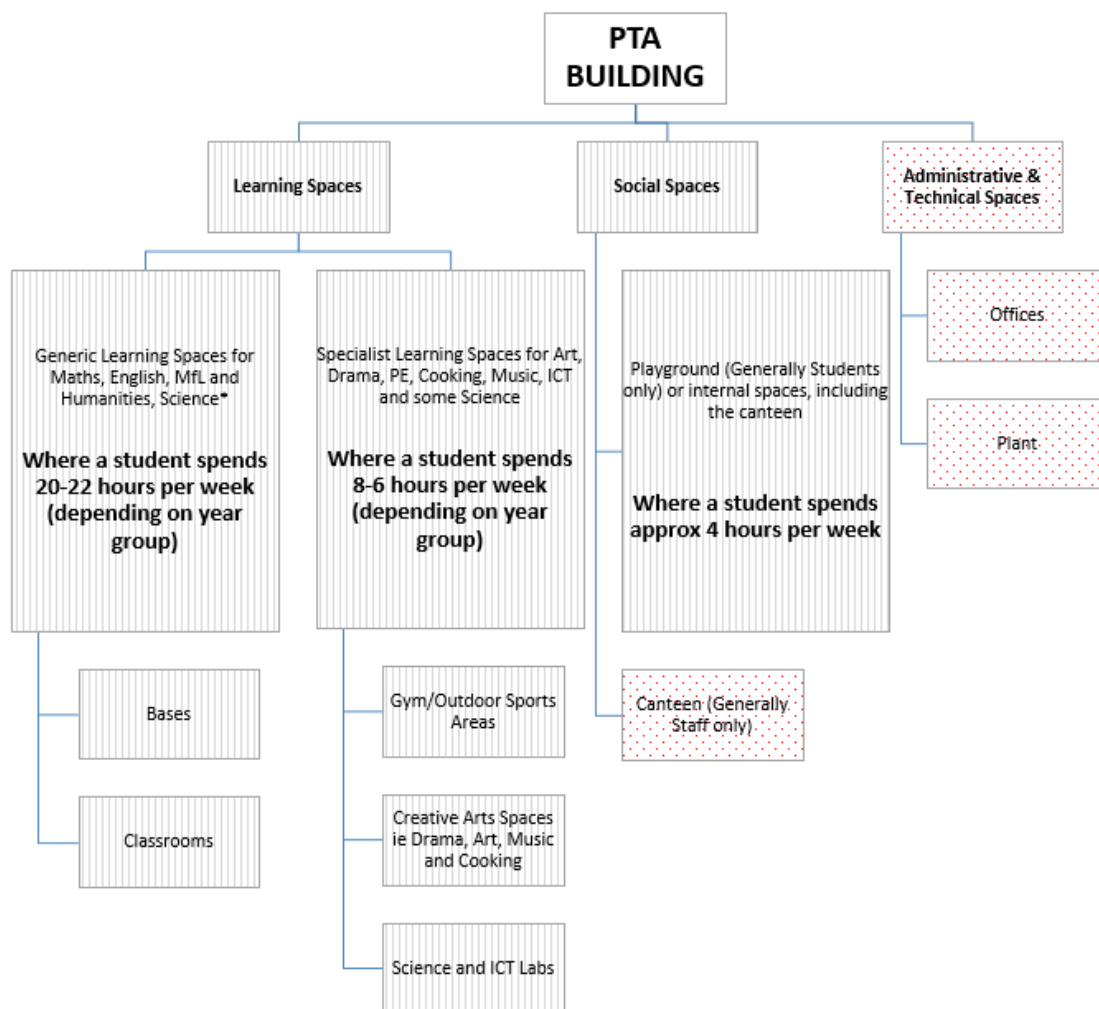 PTA
BUILDING
Learning Spaces
Social Spaces
Administrative &
Technical Spaces
Generic Learning Spaces for
Maths, English, MfL and
Humanities, Science*
Where a student spends
20-22 hours per week
(depending on year
group)
Specialist Learning Spaces for Art,
Drama, PE, Cooking, Music, ICT
and some Science
Where a student spends
8-6 hours per week
(depending on year
group)
Playground (Generally Students
only) or internal spaces, including
the canteen
Where a student spends
approx 4 hours per week
Offices
Plant
Bases
Classrooms
Gym/Outdoor Sports
Areas
Creative Arts Spaces
ie Drama, Art, Music
and Cooking
Science and ICT Labs
Canteen (Generally
Staff only)